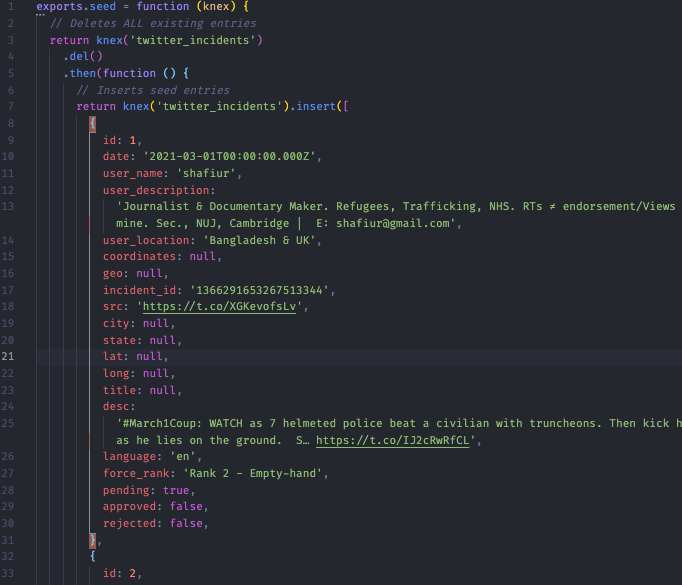 1 exports.seed = function (knex) {
2 // Deletes ALL existing entries
3 return knex('twitter_incidents')
4 .del()
5 .then(function () {
6 // Inserts seed entries
7 return knex('twitter_incidents').insert([
8 {
9 id: 1,
10 date: '2021-03-01T00:00:00.000Z',
11 user_name: 'shafiur',
12 user_description:
13 'Journalist & Documentary Maker. Refugees, Trafficking, NHS. RTs ≠ endorsement/Views
mine. Sec., NUJ, Cambridge | E: shafiur@gmail.com',
14 user_location: 'Bangladesh & UK',
15 coordinates: null,
16 geo: null,
17 incident_id: '1366291653267513344',
18 src: 'https://t.co/XGKevofsLv',
19 city: null,
20 state: null,
21 lat: null,
22 long: null,
23 title: null,
24 desc:
25 '#March1Coup: WATCH as 7 helmeted police beat a civilian with truncheons. Then kick h
as he lies on the ground. S… https://t.co/IJ2cRwRfCL',
26 language: 'en',
27 force_rank: 'Rank 2 - Empty-hand',
28 pending: true,
29 approved: false,
30 rejected: false,
31 },
32 {
33 id: 2,